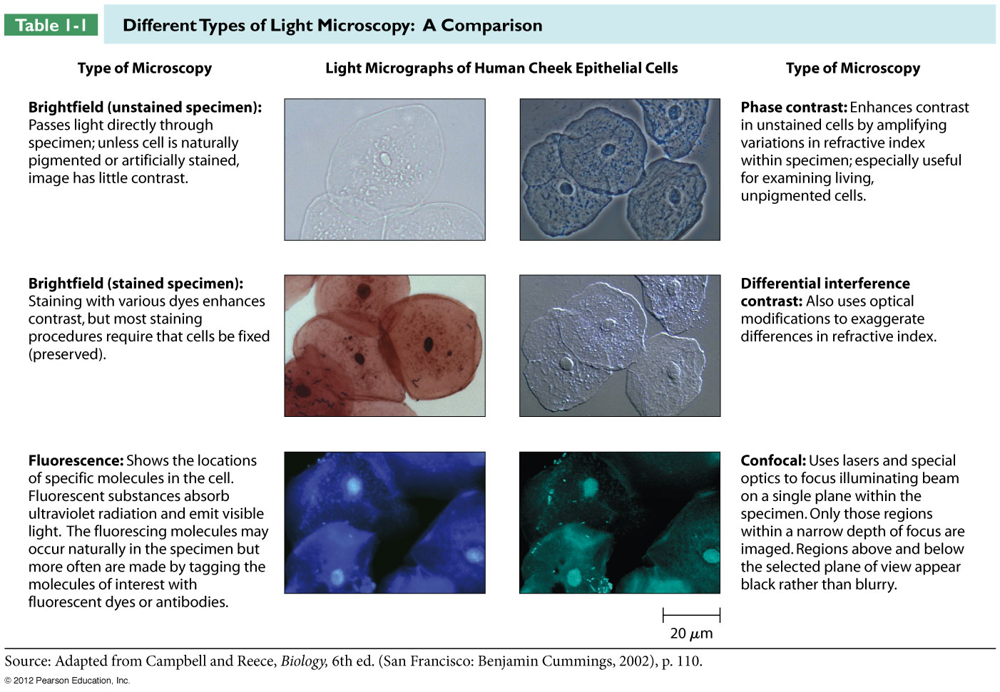 Table 1-1
Different Types of Light Microscopy: A Comparison
Type of Microscopy
Light Micrographs of Human Cheek Epithelial Cells
Type of Microscopy
Brightfield (unstained specimen):
Passes light directly through
specimen; unless cell is naturally
pigmented or artificially stained,
image has little contrast.
Phase contrast: Enhances contrast
in unstained cells by amplifying
variations in refractive index
within specimen; especially useful
for examining living,
unpigmented cells.
Brightfield (stained specimen):
Staining with various dyes enhances
contrast, but most staining
procedures require that cells be fixed
(preserved).
Differential interference
contrast: Also uses optical
modifications to exaggerate
differences in refractive index.
Fluorescence: Shows the locations
of specific molecules in the cell.
Fluorescent substances absorb
ultraviolet radiation and emit visible
light. The fluorescing molecules may
occur naturally in the specimen but
more often are made by tagging the
molecules of interest with
fluorescent dyes or antibodies.
Confocal: Uses lasers and special
optics to focus illuminating beam
on a single plane within the
specimen. Only those regions
within a narrow depth of focus are
imaged. Regions above and below
the selected plane of view appear
black rather than blurry.
20 μm
Source: Adapted from Campbell and Reece, Biology, 6th ed. (San Francisco: Benjamin Cummings, 2002), p. 110.
© 2012 Pearson Education, Inc.